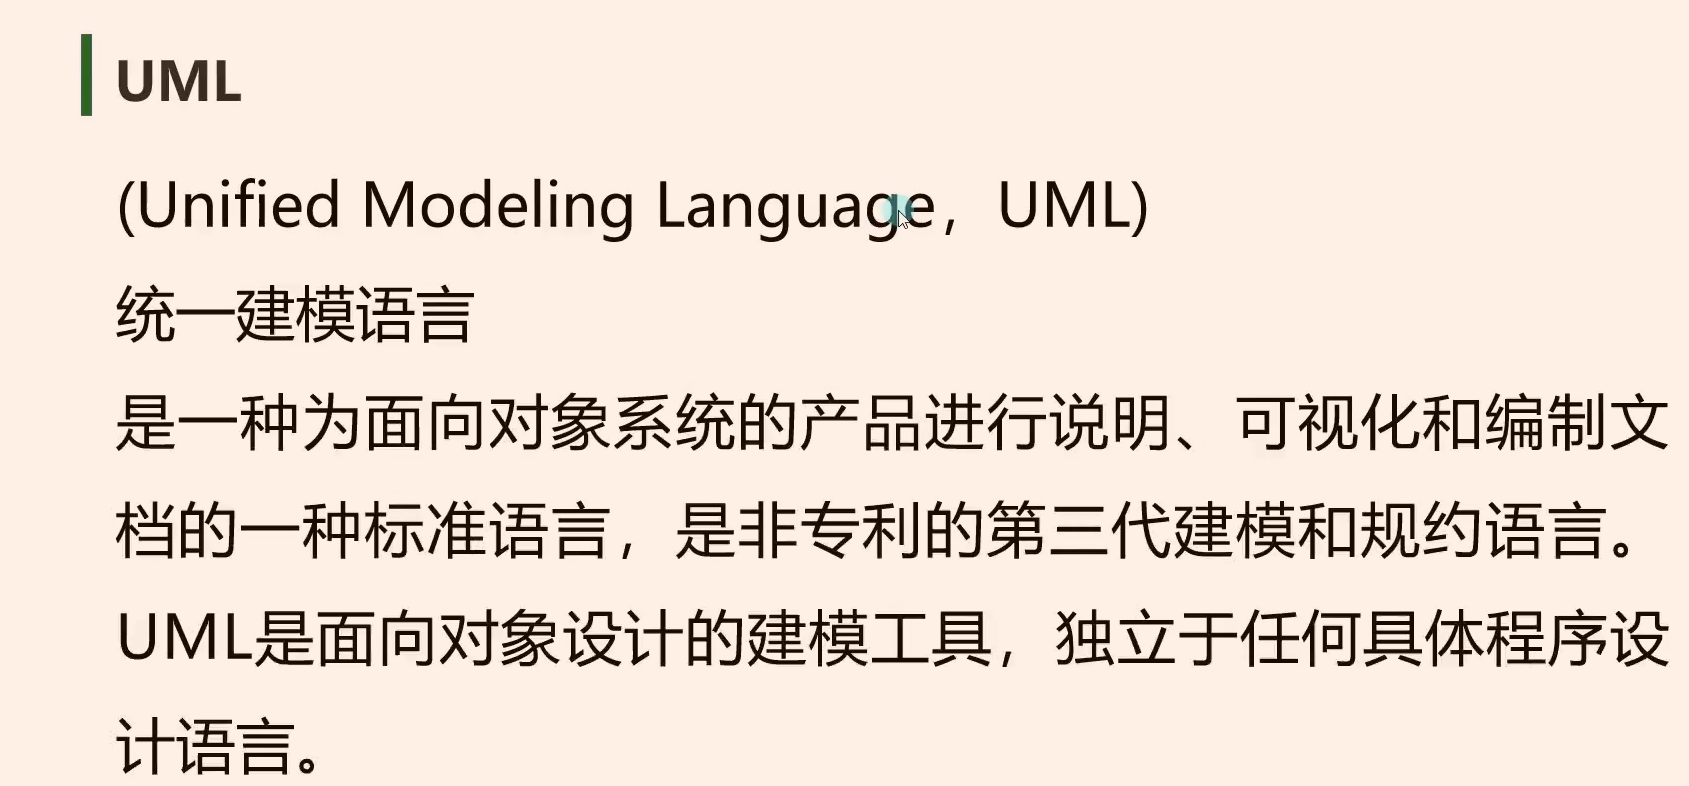 UML
(Unified Modeling Language，UML)
统一建模语言
是一种为面向对象系统的产品进行说明、可视化和编制文
档的一种标准语言，是非专利的第三代建模和规约语言。
UML是面向对象设计的建模工具，独立于任何具体程序设
计语言。